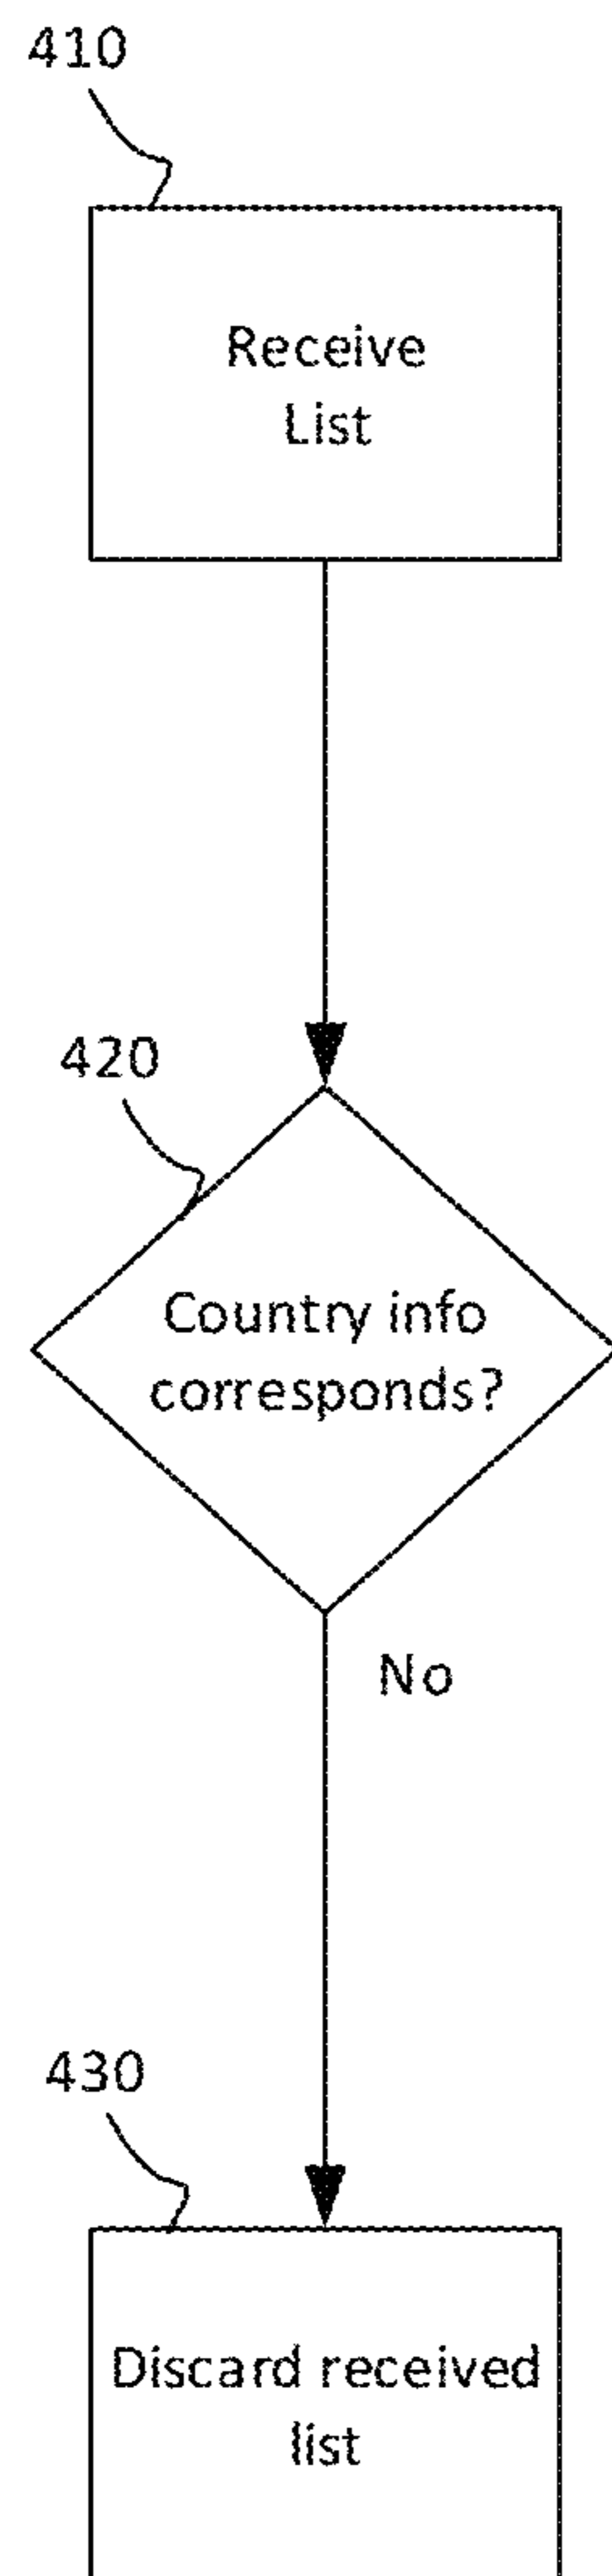 410
Receive
List
420
Country info
corresponds?
No
430
Discard received
list